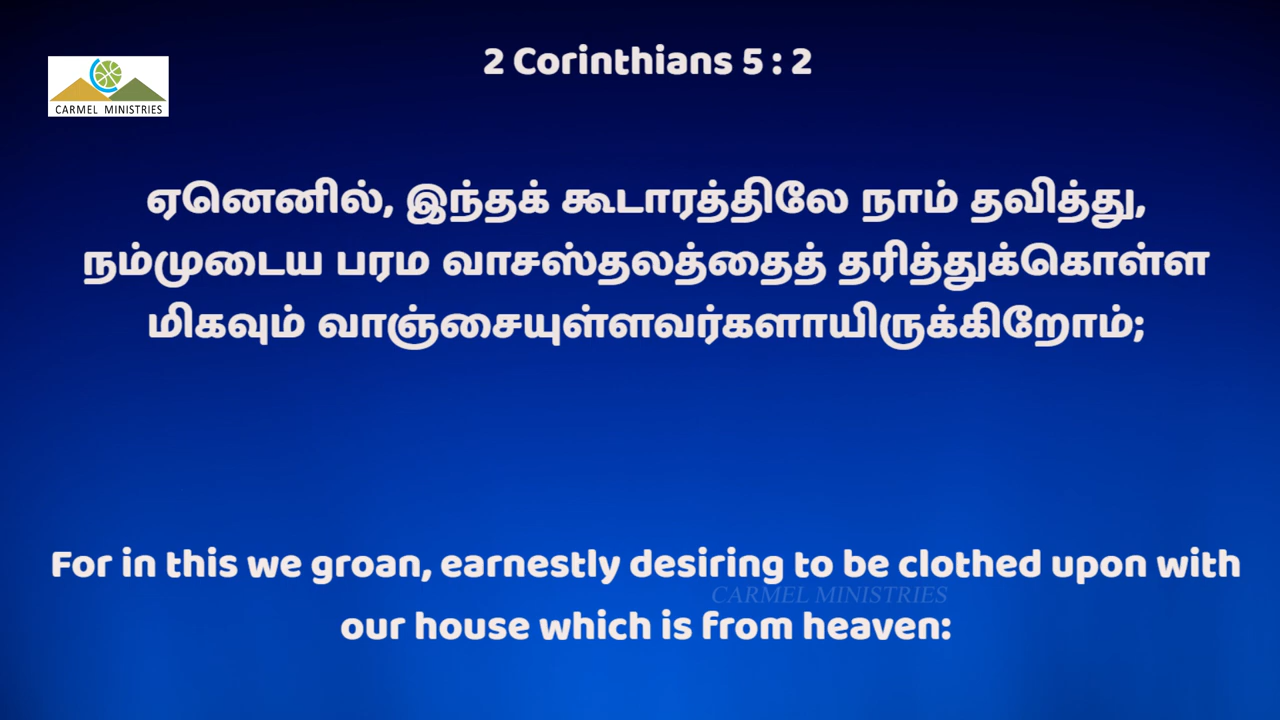 2 Corinthians 5 : 2
CARMEL MINISTRIES
ஏனெனில், இந்தக் கூடாரத்திலே நாம் தவித்து,
நம்முடைய பரம வாசஸ்தலத்தைத் தரித்துக்கொள்ள
மிகவும் வாஞ்சையுள்ளவர்களாயிருக்கிறோம்;
For in this we groan, earnestly desiring to be clothed upon with
CARMEL MINISTRIES
our house which is from heaven: